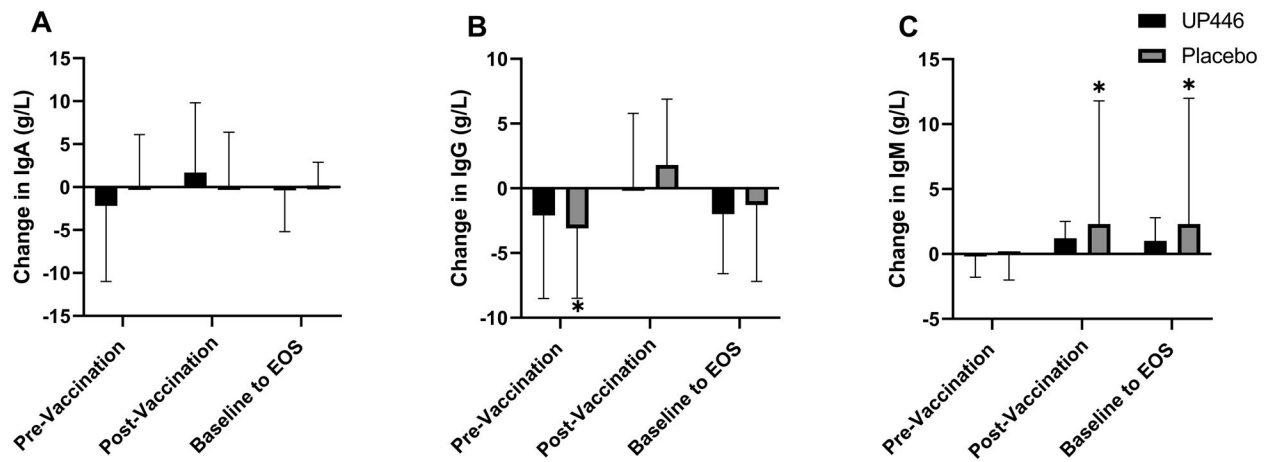 A
Change in IgA (g/L)
15
10
5
0
-5
-10
-15
Pre-Vaccination
Post-Vaccination
Baseline to EOS
B
Change in IgG (g/L)
10
5
0
-5
-10
*
Pre-Vaccination
Post-Vaccination
Baseline to EOS
C
Change in IgM (g/L)
15
10
5
0
-5
*
*
Pre-Vaccination
Post-Vaccination
Baseline to EOS
UP446
Placebo